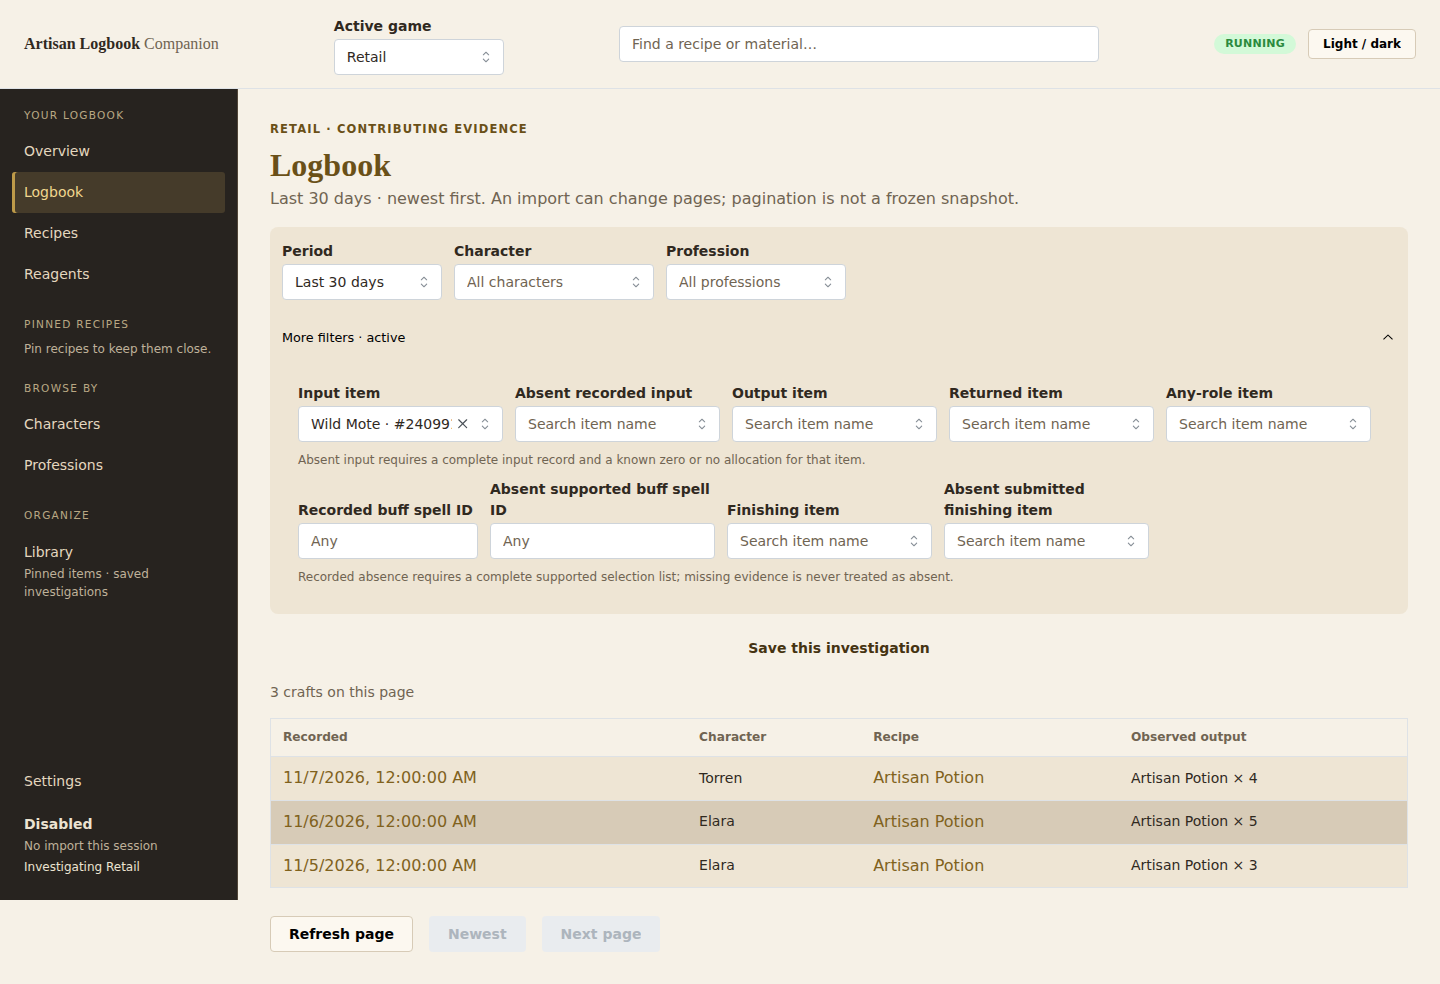 Artisan Logbook Companion
Active game
Retail
Find a recipe or material...
RUNNING
Light / dark
YOUR LOGBOOK
Overview
Logbook
Recipes
Reagents
PINNED RECIPES
Pin recipes to keep them close.
BROWSE BY
Characters
Professions
ORGANIZE
Library
Pinned items · saved
investigations
Settings
Disabled
No import this session
Investigating Retail
RETAIL · CONTRIBUTING EVIDENCE
Logbook
Last 30 days · newest first. An import can change pages; pagination is not a frozen snapshot.
Period
Character
Profession
Last 30 days
All characters
All professions
More filters · active
Input item
Absent recorded input
Output item
Returned item
Any-role item
Wild Mote · #24099
Search item name
Search item name
Search item name
Search item name
Absent input requires a complete input record and a known zero or no allocation for that item.
Recorded buff spell ID
Absent supported buff spell
ID
Finishing item
Absent submitted
finishing item
Any
Any
Search item name
Search item name
Recorded absence requires a complete supported selection list; missing evidence is never treated as absent.
Save this investigation
3 crafts on this page
Recorded Character Recipe Observed output
11/7/2026, 12:00:00 AM Torren Artisan Potion Artisan Potion × 4
11/6/2026, 12:00:00 AM Elara Artisan Potion Artisan Potion × 5
11/5/2026, 12:00:00 AM Elara Artisan Potion Artisan Potion × 3
Refresh page
Newest
Next page